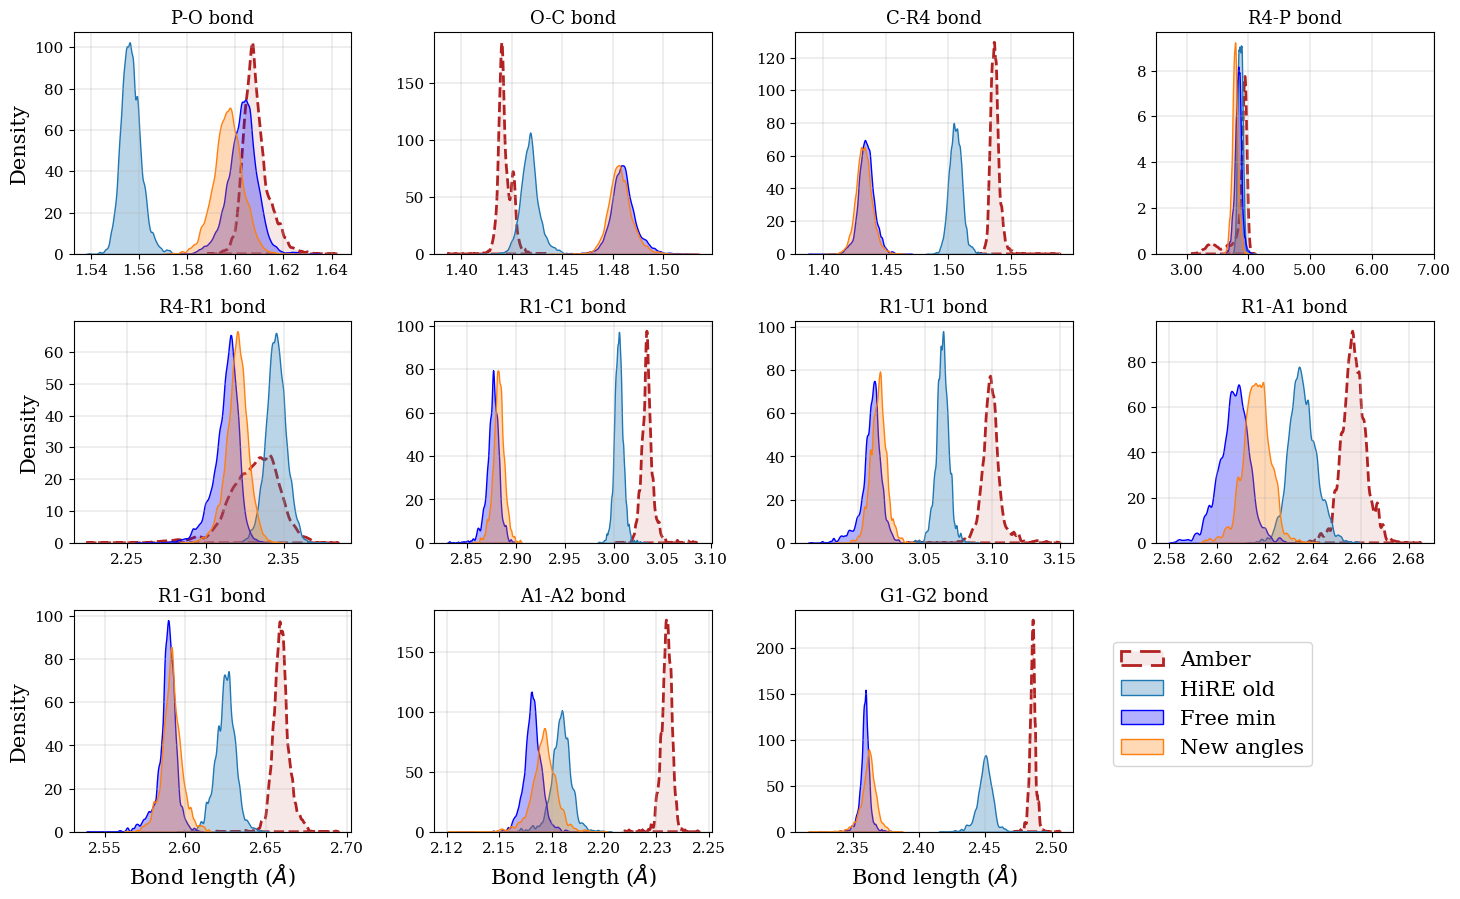 P-O bond
O-C bond
C-R4 bond
R4-P bond
Density
100
80
60
40
20
0
1.54 1.56 1.58 1.60 1.62 1.64
150
100
50
0
1.40 1.43 1.45 1.48 1.50
120
100
80
60
40
20
0
1.40 1.45 1.50 1.55
8
6
4
2
0
3.00 4.00 5.00 6.00 7.00
R4-R1 bond
R1-C1 bond
R1-U1 bond
R1-A1 bond
Density
60
50
40
30
20
10
0
2.25 2.30 2.35
100
80
60
40
20
0
2.85 2.90 2.95 3.00 3.05 3.10
100
80
60
40
20
0
3.00 3.05 3.10 3.15
80
60
40
20
0
2.58 2.60 2.62 2.64 2.66 2.68
R1-G1 bond
A1-A2 bond
G1-G2 bond
Density
100
80
60
40
20
0
2.55 2.60 2.65 2.70
Bond length (Å)
150
100
50
0
2.12 2.15 2.18 2.20 2.23 2.25
Bond length (Å)
200
150
100
50
0
2.35 2.40 2.45 2.50
Bond length (Å)
Amber
HiRE old
Free min
New angles